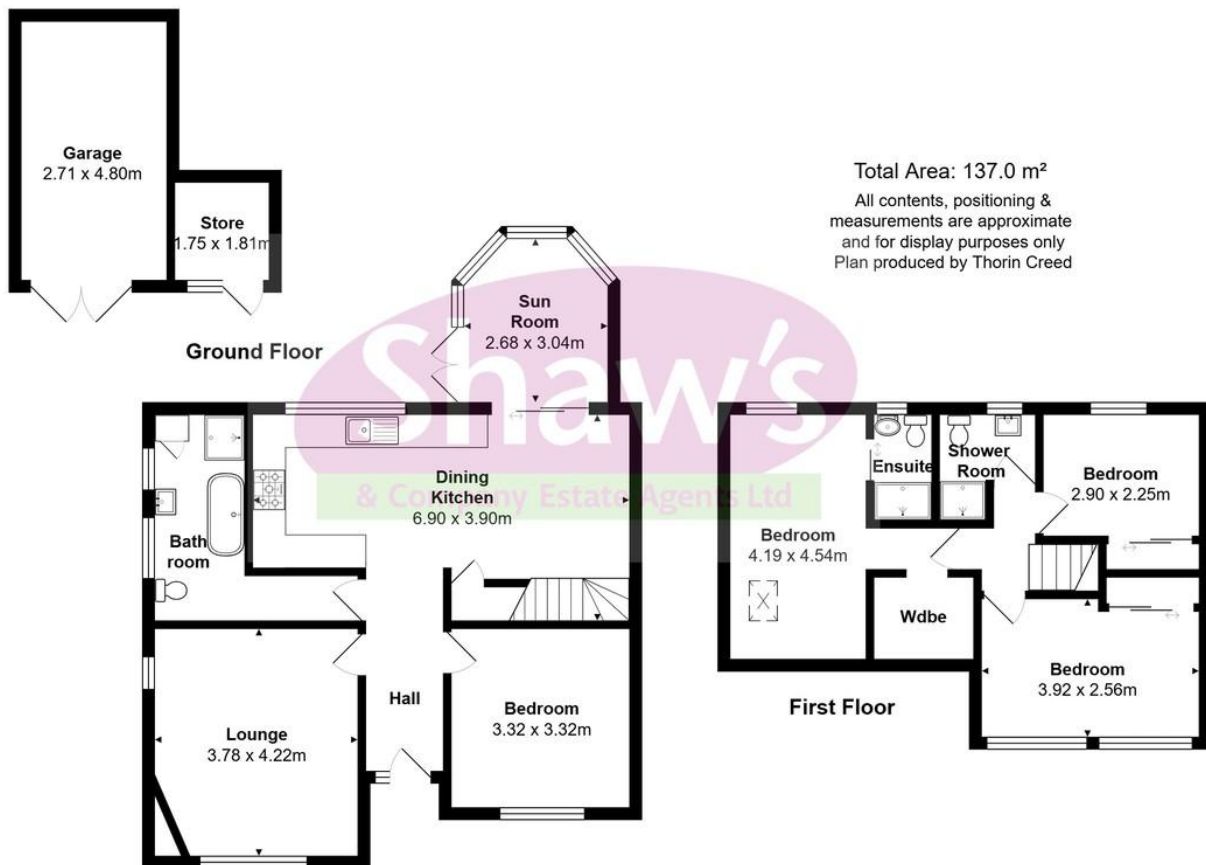 Garage
2.71 x 4.80m
Store
1.75 x 1.81m
Total Area: 137.0 m²
All contents, positioning &
measurements are approximate
and for display purposes only
Plan produced by Thorin Creed
Sun
Room
2.68 x 3.04m
Ground Floor
Shaw's
& Company Estate Agents Ltd
Dining
Kitchen
6.90 x 3.90m
Bath
room
Hall
Lounge
3.78 x 4.22m
Bedroom
3.32 x 3.32m
Ensuite
Shower
Room
Bedroom
2.90 x 2.25m
Bedroom
4.19 x 4.54m
Wdbe
Bedroom
3.92 x 2.56m
First Floor